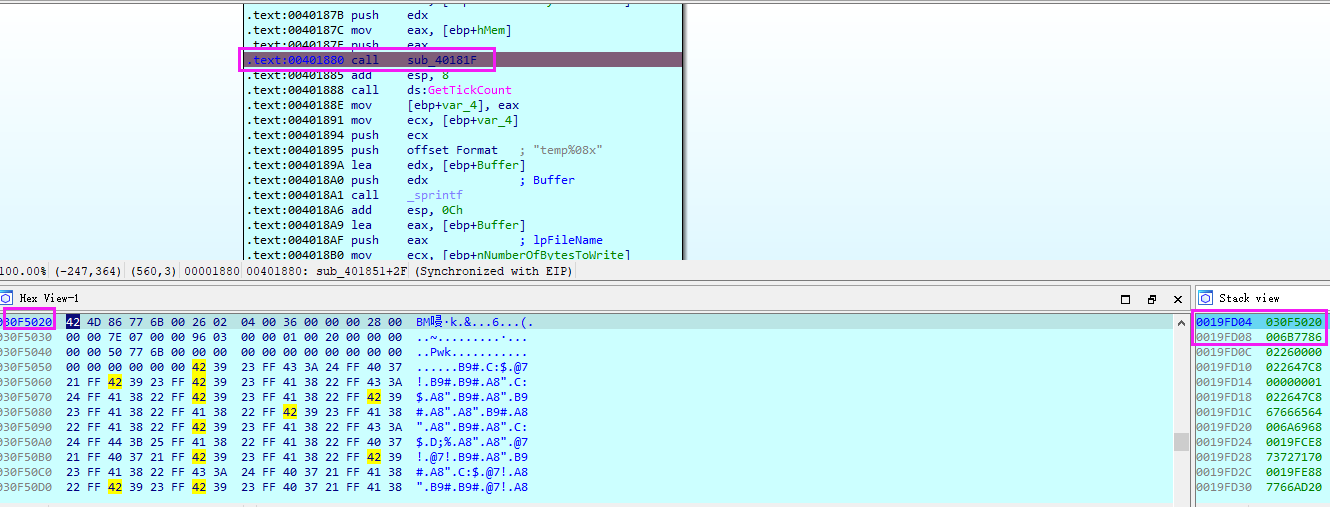 .text:0040187B push edx
.text:0040187C mov eax, [ebp+hMem]
.text:0040187F push eax
.text:00401880 call sub_40181F
.text:00401885 add esp, 8
.text:00401888 call ds:GetTickCount
.text:0040188E mov [ebp+var_4], eax
.text:00401891 mov ecx, [ebp+var_4]
.text:00401894 push ecx
.text:00401895 push offset Format ; "temp%08x"
.text:0040189A lea edx, [ebp+Buffer]
.text:004018A0 push edx ; Buffer
.text:004018A1 call _sprintf
.text:004018A6 add esp, 0Ch
.text:004018A9 lea eax, [ebp+Buffer]
.text:004018AF push eax ; lpFileName
.text:004018B0 mov ecx, [ebp+nNumberOfBytesToWrite]
100.00% (-247,364) (560,3) 00001880 00401880: sub_401851+2F (Synchronized with EIP)
Hex View-1
030F5020 42 4D 86 77 6B 00 26 02 04 00 36 00 00 00 28 00 BM唛·k.&...6...(.
030F5030 00 00 7E 07 00 00 96 03 00 00 01 00 20 00 00 00 ..~.........·...
030F5040 00 00 50 77 6B 00 00 00 00 00 00 00 00 00 00 00 ..Pwk...........
030F5050 00 00 00 00 00 00 42 39 23 FF 43 3A 24 FF 40 37 ......B9#.C:$.@7
030F5060 21 FF 42 39 23 FF 42 39 23 FF 41 38 22 FF 43 3A !.B9#.B9#.A8".C:
030F5070 24 FF 41 38 22 FF 42 39 23 FF 41 38 22 FF 42 39 $.A8".B9#.A8".B9
030F5080 23 FF 41 38 22 FF 41 38 22 FF 42 39 23 FF 41 38 #.A8".A8".B9#.A8
030F5090 22 FF 41 38 22 FF 42 39 23 FF 41 38 22 FF 43 3A ".A8".B9#.A8".C:
030F50A0 24 FF 44 3B 25 FF 41 38 22 FF 41 38 22 FF 40 37 $.D;%.A8".A8".@7
030F50B0 21 FF 40 37 21 FF 42 39 23 FF 41 38 22 FF 42 39 !.@7!.B9#.A8".B9
030F50C0 23 FF 41 38 22 FF 43 3A 24 FF 40 37 21 FF 41 38 #.A8".C:$.@7!.A8
030F50D0 22 FF 42 39 23 FF 42 39 23 FF 40 37 21 FF 41 38 ".B9#.B9#.@7!.A8
Stack view
0019FD04 030F5020
0019FD08 006B7786
0019FD0C 02260000
0019FD10 022647C8
0019FD14 00000001
0019FD18 022647C8
0019FD1C 67666564
0019FD20 006A6968
0019FD24 0019FCE8
0019FD28 73727170
0019FD2C 0019FE88
0019FD30 7766AD20